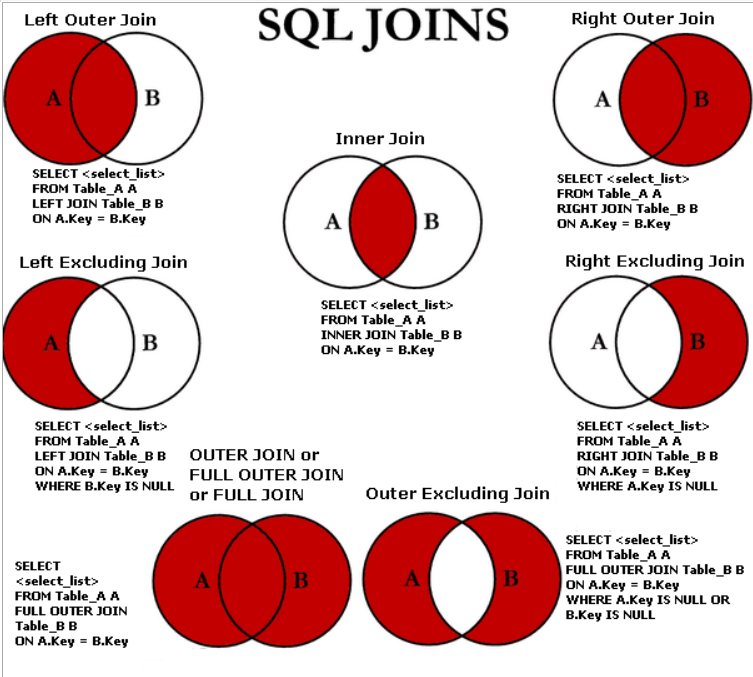 SQL JOINS
Left Outer Join
A
B
SELECT <select_list>
FROM Table_A A
LEFT JOIN Table_B B
ON A.Key = B.Key
Right Outer Join
A
B
SELECT <select_list>
FROM Table_A A
RIGHT JOIN Table_B B
ON A.Key = B.Key
Inner Join
A
B
SELECT <select_list>
FROM Table_A A
INNER JOIN Table_B B
ON A.Key = B.Key
Left Excluding Join
A
B
SELECT <select_list>
FROM Table_A A
LEFT JOIN Table_B B
ON A.Key = B.Key
WHERE B.Key IS NULL
Right Excluding Join
A
B
SELECT <select_list>
FROM Table_A A
RIGHT JOIN Table_B B
ON A.Key = B.Key
WHERE A.Key IS NULL
OUTER JOIN or
FULL OUTER JOIN
or FULL JOIN
A
B
SELECT
<select_list>
FROM Table_A A
FULL OUTER JOIN
Table_B B
ON A.Key = B.Key
Outer Excluding Join
A
B
SELECT <select_list>
FROM Table_A A
FULL OUTER JOIN Table_B B
ON A.Key = B.Key
WHERE A.Key IS NULL OR
B.Key IS NULL